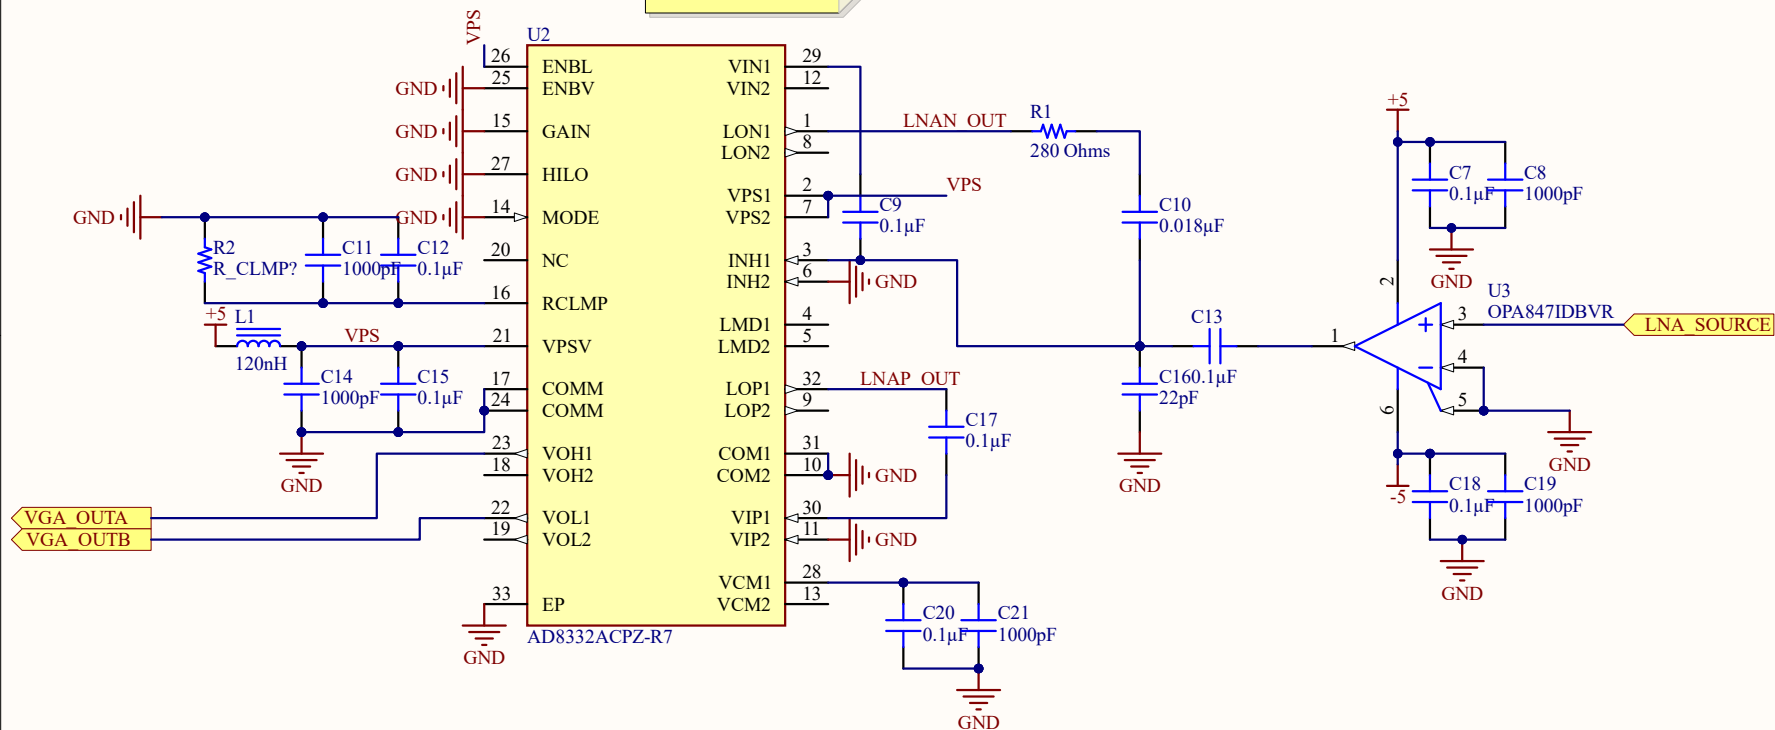 VPS
U2
26 ENBL
25 ENBV
GND
15 GAIN
GND
27 HILO
GND
14 MODE
GND
20 NC
16 RCLMP
21 VPSV
17 COMM
24 COMM
23 VOH1
18 VOH2
22 VOL1
19 VOL2
33 EP
VIN1 29
VIN2 12
LON1 1
LON2 8
VPS1 2
VPS2 7
INH1 3
INH2 6
LMD1 4
LMD2 5
LOP1 32
LOP2 9
COM1 31
COM2 10
VIP1 30
VIP2 11
VCM1 28
VCM2 13
AD8332ACPZ-R7
GND
GND
R2
R_CLMP?
C11
1000pF
C12
0.1µF
+5
L1
120nH
VPS
C14
1000pF
C15
0.1µF
GND
VGA_OUTA
VGA_OUTB
LNAN_OUT
R1
280 Ohms
VPS
C9
0.1µF
GND
C10
0.018µF
C13
0.1µF
C16
22pF
GND
LNAP_OUT
C17
0.1µF
GND
GND
C20
0.1µF
C21
1000pF
GND
+5
C7
0.1µF
C8
1000pF
GND
U3
OPA847IDBVR
LNA_SOURCE
1
2
3
4
5
6
GND
-5
C18
0.1µF
C19
1000pF
GND